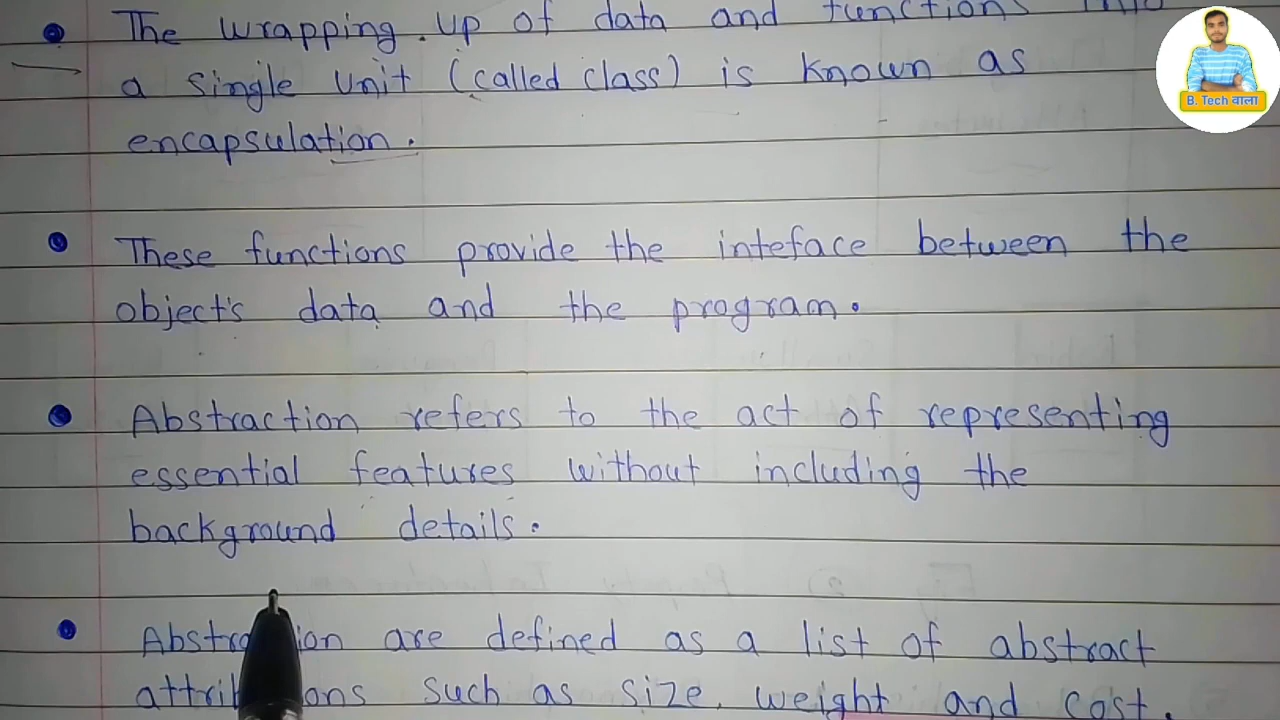 The wrapping up of data and functions into
a single unit (called class) is known as
encapsulation.
These functions provide the inteface between the
object's data and the program.
Abstraction refers to the act of representing
essential features without including the
background details.
are defined as a list of abstract
such as size, weight and cost.
B. Tech वाला